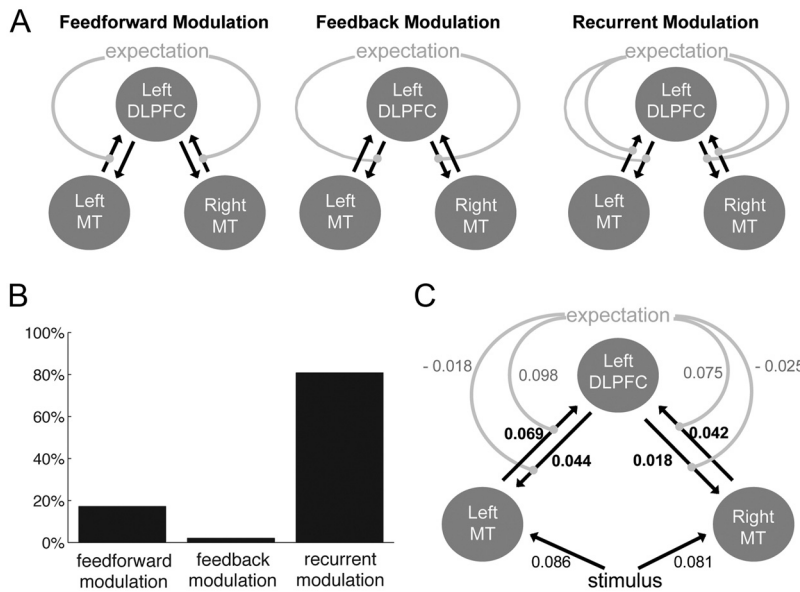 A
Feedforward Modulation
expectation
Left
DLPFC
Left
MT
Right
MT
Feedback Modulation
expectation
Left
DLPFC
Left
MT
Right
MT
Recurrent Modulation
expectation
Left
DLPFC
Left
MT
Right
MT
B
100%
80%
60%
40%
20%
0%
feedforward
modulation
feedback
modulation
recurrent
modulation
C
expectation
- 0.018
0.098
Left
DLPFC
0.075
- 0.025
0.069
0.044
0.018
0.042
Left
MT
Right
MT
0.086
stimulus
0.081